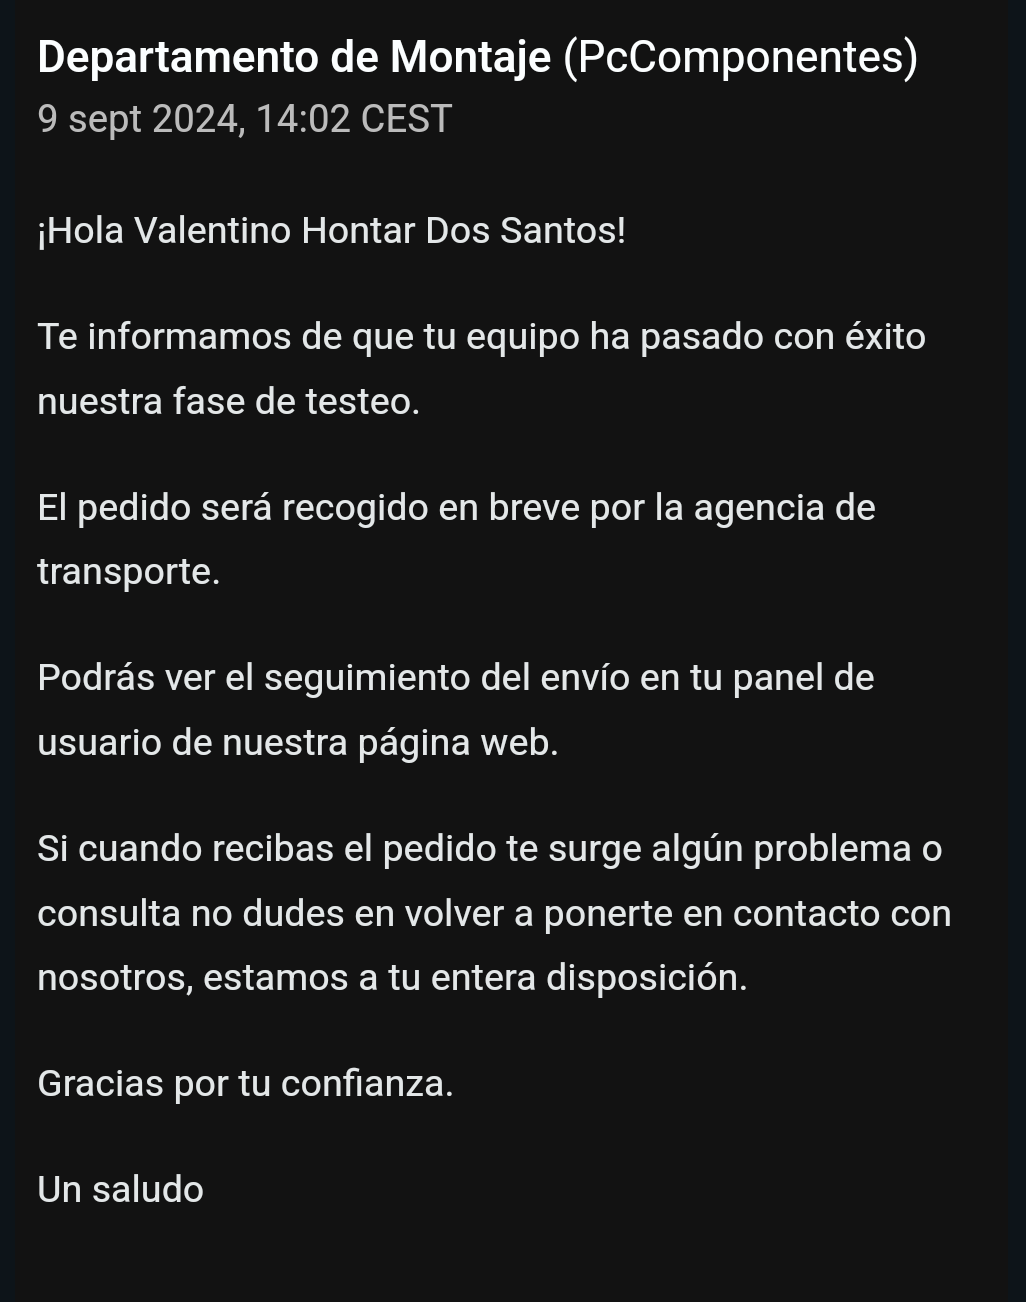 Departamento de Montaje (PcComponentes)
9 sept 2024, 14:02 CEST
¡Hola Valentino Hontar Dos Santos!
Te informamos de que tu equipo ha pasado con éxito
nuestra fase de testeo.
El pedido será recogido en breve por la agencia de
transporte.
Podrás ver el seguimiento del envío en tu panel de
usuario de nuestra página web.
Si cuando recibas el pedido te surge algún problema o
consulta no dudes en volver a ponerte en contacto con
nosotros, estamos a tu entera disposición.
Gracias por tu confianza.
Un saludo